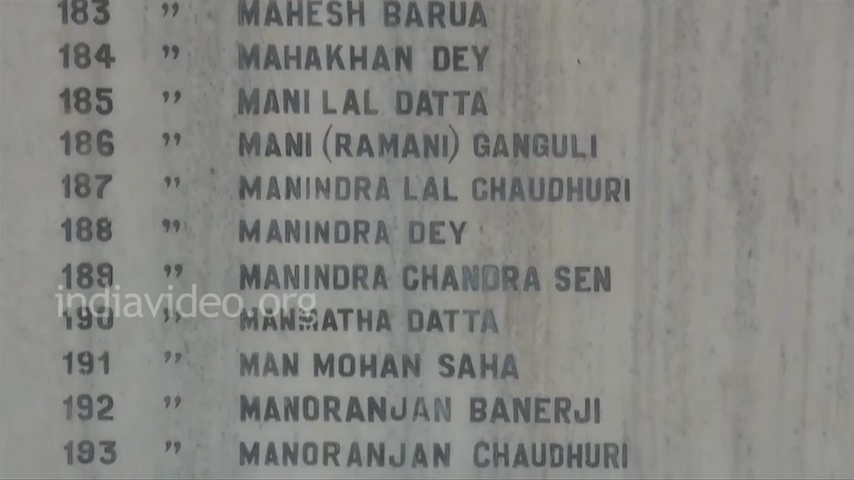 183 ” MAHESH BARUA
184 ” MAHAKHAN DEY
185 ” MANI LAL DATTA
186 ” MANI (RAMANI) GANGULI
187 ” MANINDRA LAL CHAUDHURI
188 ” MANINDRA DEY
189 ” MANINDRA CHANDRA SEN
indiavideo.org
190 ” MANMATHA DATTA
191 ” MAN MOHAN SAHA
192 ” MANORANJAN BANERJI
193 ” MANORANJAN CHAUDHURI